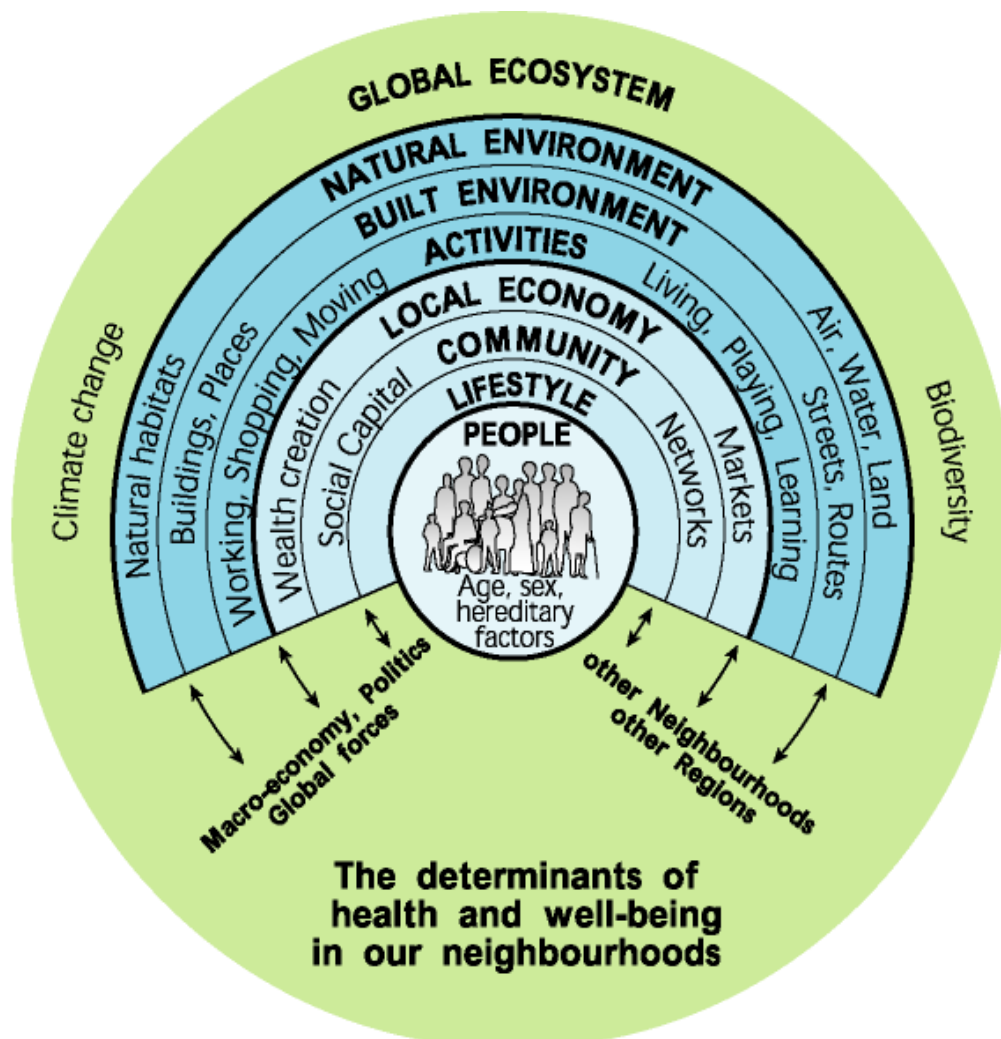 GLOBAL ECOSYSTEM
NATURAL ENVIRONMENT
BUILT ENVIRONMENT
ACTIVITIES
LOCAL ECONOMY
COMMUNITY
LIFESTYLE
PEOPLE
Age, sex,
hereditary
factors
Climate change
Natural habitats
Buildings, Places
Working, Shopping, Moving
Wealth creation
Social Capital
Networks
Markets
Living, Playing, Learning
Streets, Routes
Air, Water, Land
Biodiversity
Macro-economy, Politics
Global forces
other Neighbourhoods
other Regions
The determinants of
health and well-being
in our neighbourhoods